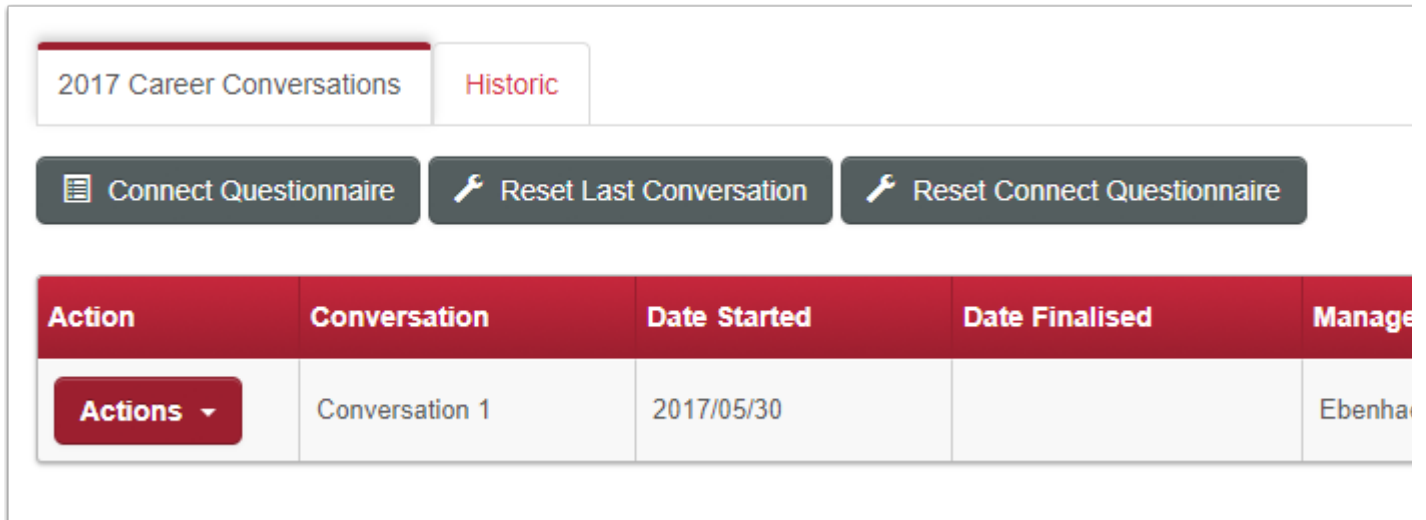 2017 Career Conversations Historic
Connect Questionnaire Reset Last Conversation Reset Connect Questionnaire
Action Conversation Date Started Date Finalised
Actions Conversation 1 2017/05/30